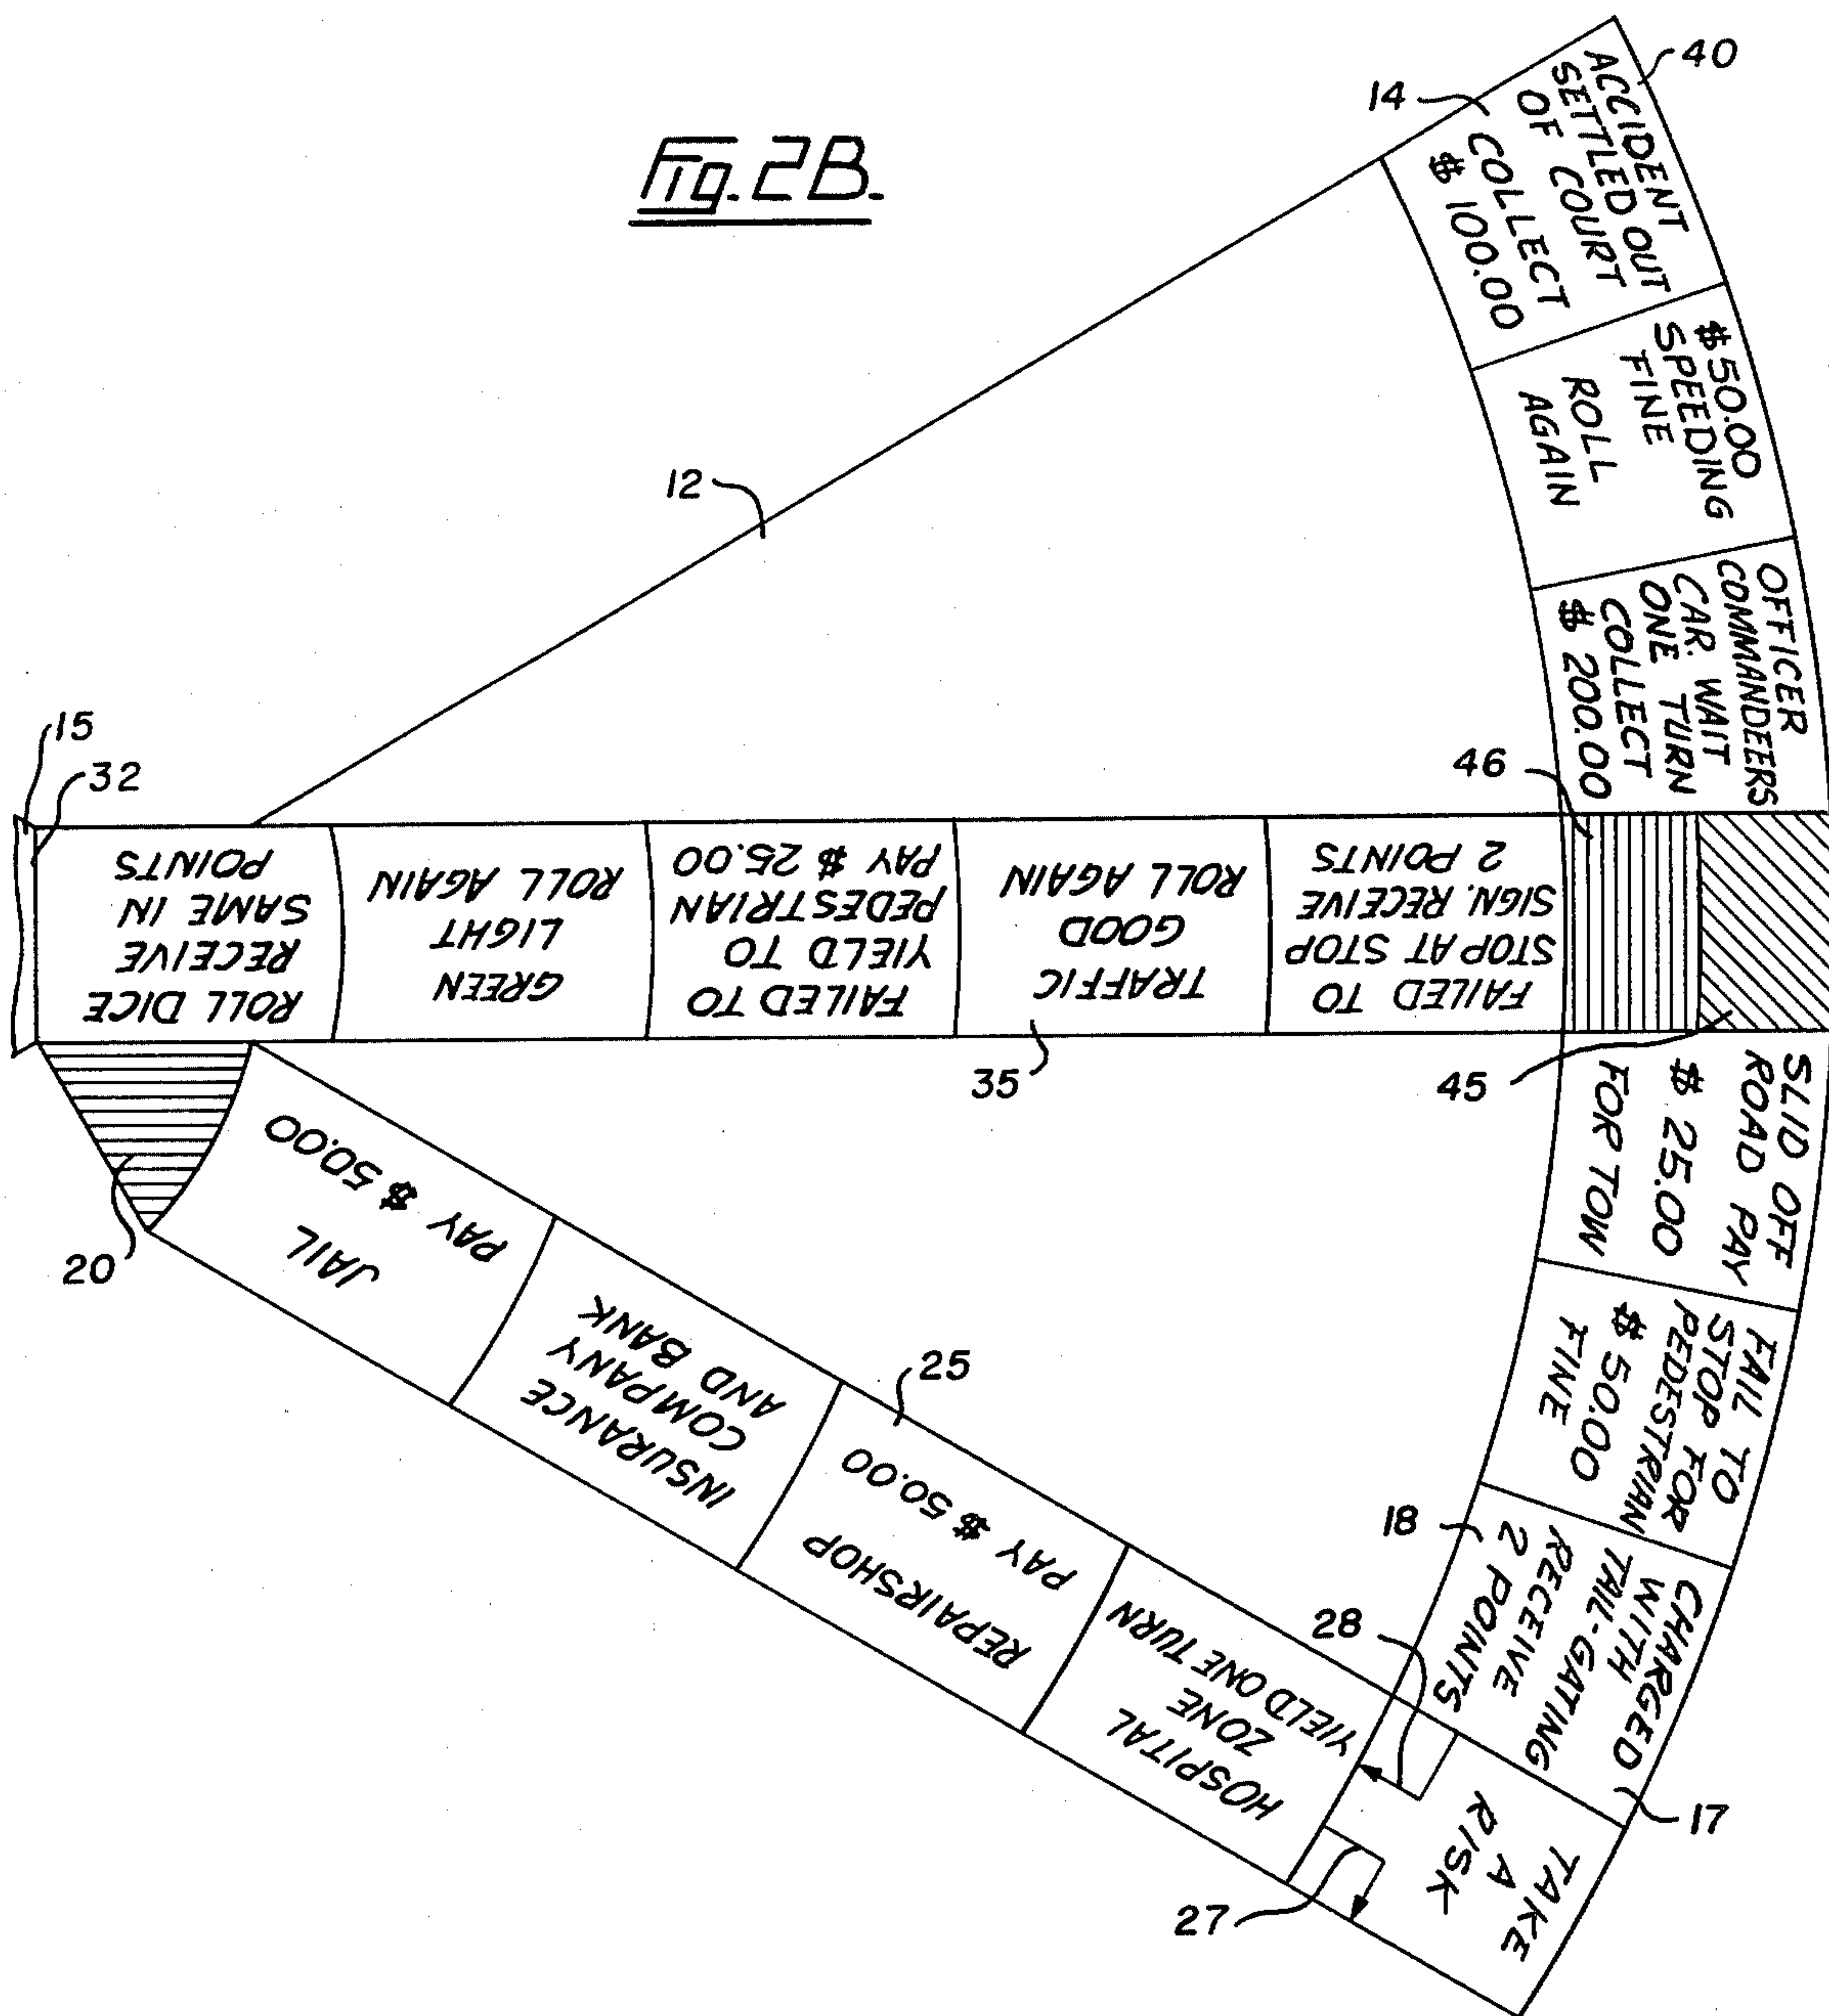 Fig. 2B.
40
ACCIDENT
SETTLED OUT
OF COURT
COLLECT
$ 100.00
14
$50.00
SPEEDING
FINE
ROLL
AGAIN
12
OFFICER
COMMANDEERS
CAR. WAIT
ONE TURN
COLLECT
$ 200.00
15
32
46
ROLL DICE
RECEIVE
SAME IN
POINTS
GREEN
LIGHT
ROLL AGAIN
FAILED TO
YIELD TO
PEDESTRIAN
PAY $ 25.00
TRAFFIC
GOOD
ROLL AGAIN
FAILED TO
STOP AT STOP
SIGN. RECEIVE
2 POINTS
35
45
20
SLID OFF
ROAD PAY
$ 25.00
FOR TOW
FAIL TO
STOP FOR
PEDESTRIAN
$ 50.00
FINE
18
CHARGED
WITH
TAIL-GATING
RECEIVE
2 POINTS
17
JAIL
PAY $ 50.00
INSURANCE
COMPANY
AND BANK
25
REPAIRSHOP
PAY $ 50.00
HOSPITAL
ZONE
YIELD ONE TURN
28
27
TAKE
A
RISK